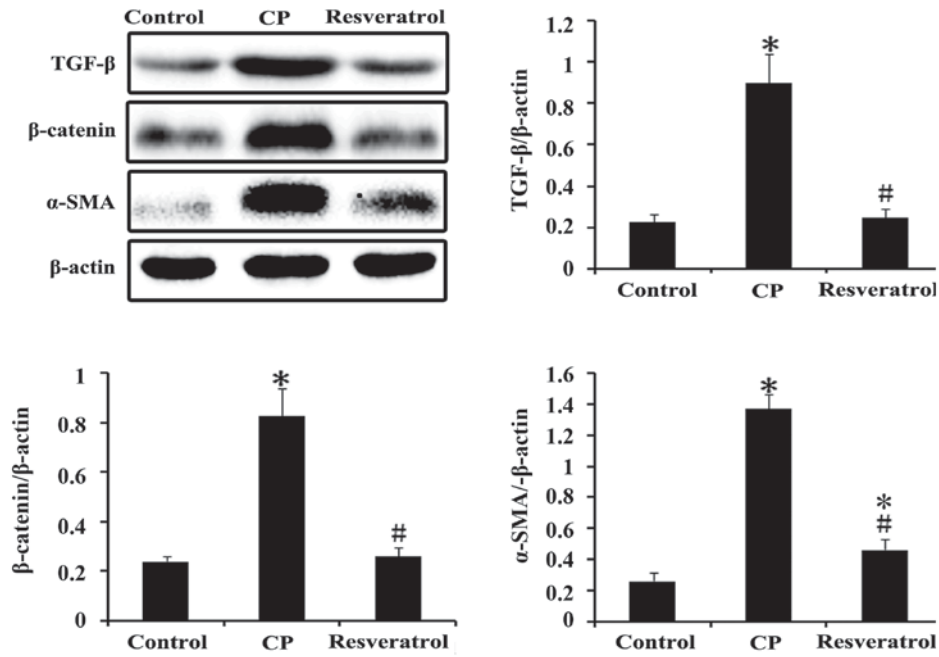 Control CP Resveratrol
TGF-β
β-catenin
α-SMA
β-actin
TGF-β/β-actin
1.2
1
0.8
0.6
0.4
0.2
0
*
#
Control CP Resveratrol
β-catenin/β-actin
1
0.8
0.6
0.4
0.2
0
*
#
Control CP Resveratrol
α-SMA/-β-actin
1.6
1.4
1.2
1
0.8
0.6
0.4
0.2
0
*
*
#
Control CP Resveratrol